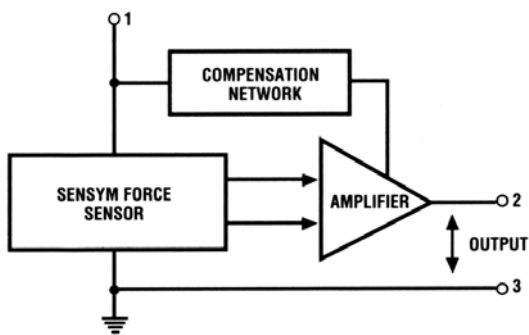 1
COMPENSATION
NETWORK
SENSYM FORCE
SENSOR
AMPLIFIER
2
OUTPUT
3